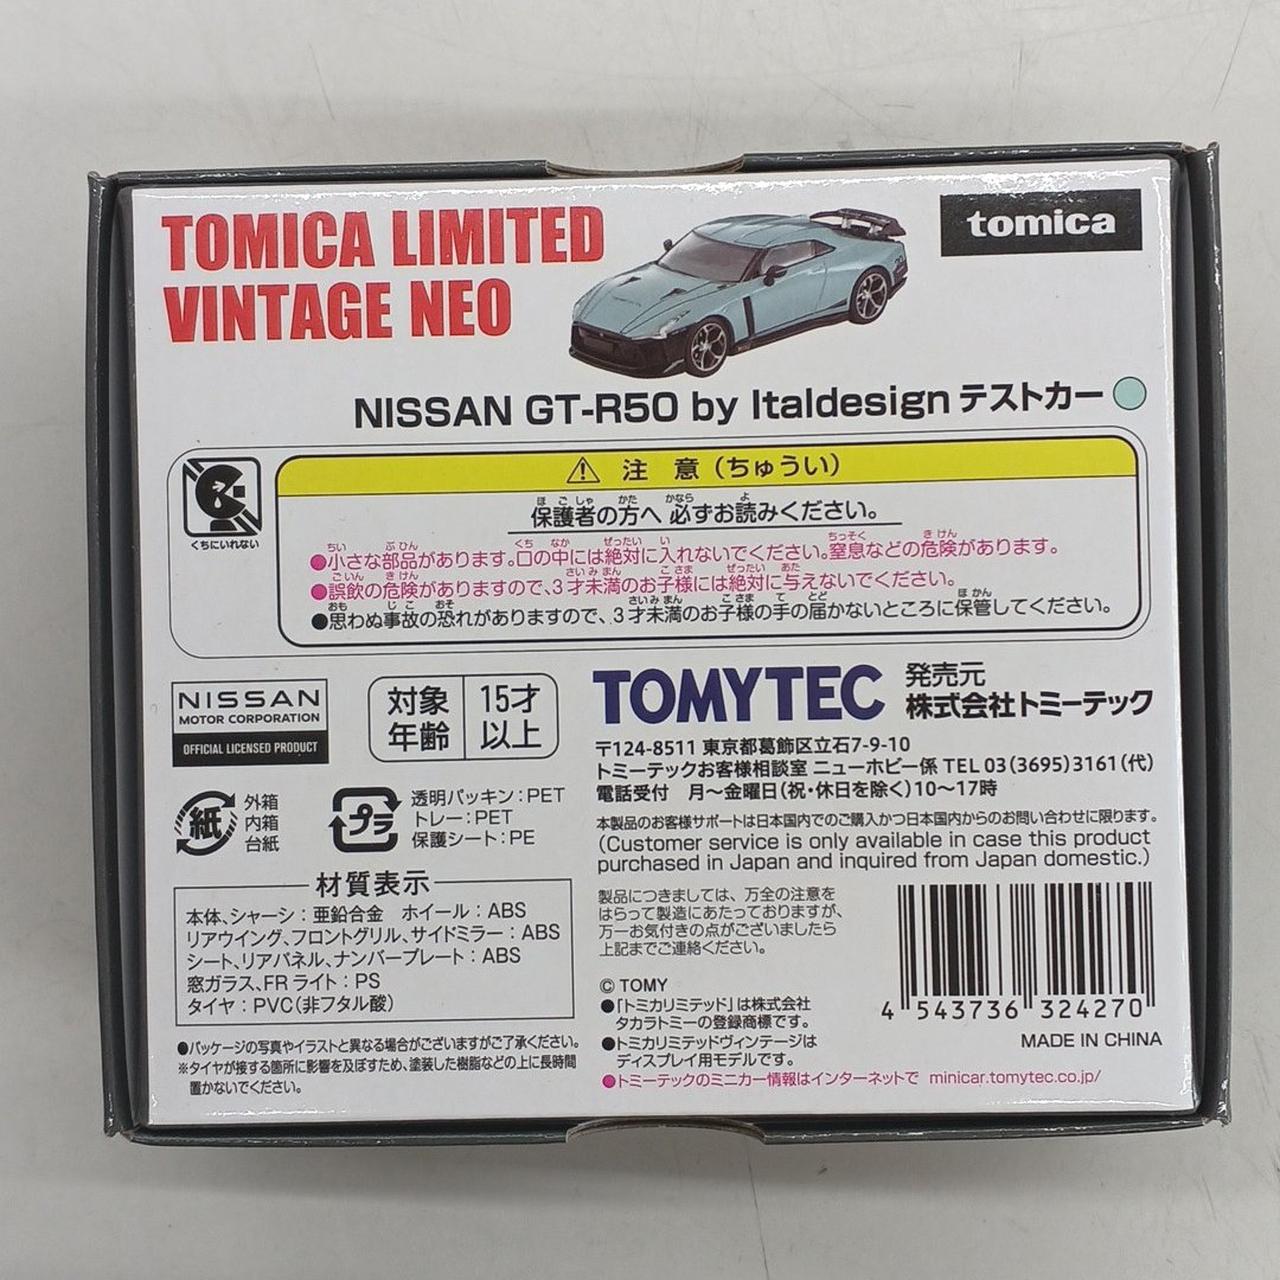 TOMICA LIMITED
VINTAGE NEO
tomica
NISSAN GT-R50 by Italdesign テストカー
くちにいれない
注 意(ちゅうい)
保護者の方へ 必ずお読みください。
●小さな部品があります。口の中には絶対に入れないでください。窒息などの危険があります。
●誤飲の危険がありますので、3才未満のお子様には絶対に与えないでください。
●思わぬ事故の恐れがありますので、3才未満のお子様の手の届かないところに保管してください。
NISSAN
MOTOR CORPORATION
OFFICIAL LICENSED PRODUCT
対象年齢 15才以上
紙
外箱
内箱
台紙
プラ
透明パッキン:PET
トレー:PET
保護シート:PE
材質表示
本体、シャーシ:亜鉛合金 ホイール:ABS
リアウイング、フロントグリル、サイドミラー:ABS
シート、リアパネル、ナンバープレート:ABS
窓ガラス、FRライト:PS
タイヤ:PVC(非フタル酸)
●パッケージの写真やイラストと異なる場合がございますがご了承ください。
※タイヤが接する箇所に影響を及ぼすため、塗装した樹脂などの上に長時間
置かないでください。
TOMYTEC
発売元
株式会社トミーテック
〒124-8511 東京都葛飾区立石7-9-10
トミーテックお客様相談室 ニューホビー係 TEL 03(3695)3161(代)
電話受付 月〜金曜日(祝・休日を除く)10〜17時
本製品のお客様サポートは日本国内でのご購入かつ日本国内からのお問い合わせに限ります。
(Customer service is only available in case this product
purchased in Japan and inquired from Japan domestic.)
製品につきましては、万全の注意を
はらって製造にあたっておりますが、
万一お気付きの点がございましたら
上記までご連絡ください。
© TOMY
●「トミカリミテッド」は株式会社
タカラトミーの登録商標です。
●トミカリミテッドヴィンテージは
ディスプレイ用モデルです。
●トミーテックのミニカー情報はインターネットで minicar.tomytec.co.jp/
4 543736 324270
MADE IN CHINA